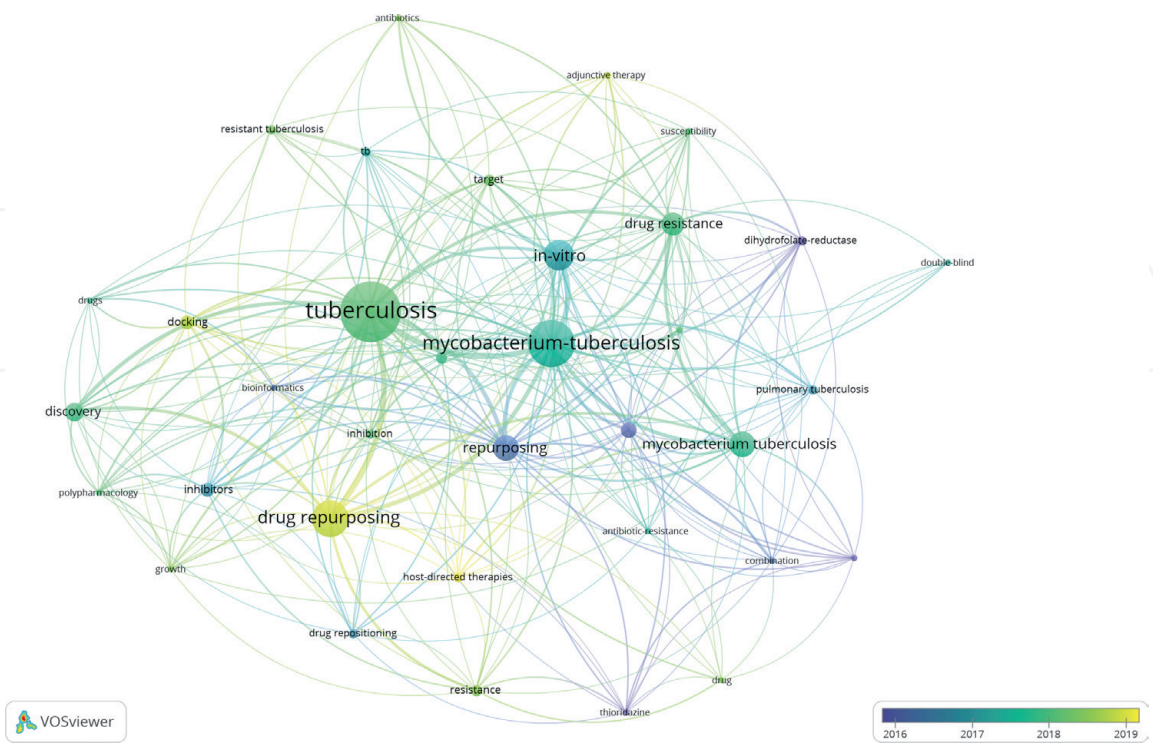 antibiotics
adjunctive therapy
resistant tuberculosis
susceptibility
tb
target
drug resistance
dihydrofolate-reductase
in-vitro
double-blind
drugs
tuberculosis
docking
mycobacterium-tuberculosis
bioinformatics
pulmonary tuberculosis
discovery
inhibition
repurposing
mycobacterium tuberculosis
polypharmacology
inhibitors
drug repurposing
antibiotic-resistance
combination
growth
host-directed therapies
drug repositioning
drug
resistance
thioridazine
VOSviewer
2016 2017 2018 2019